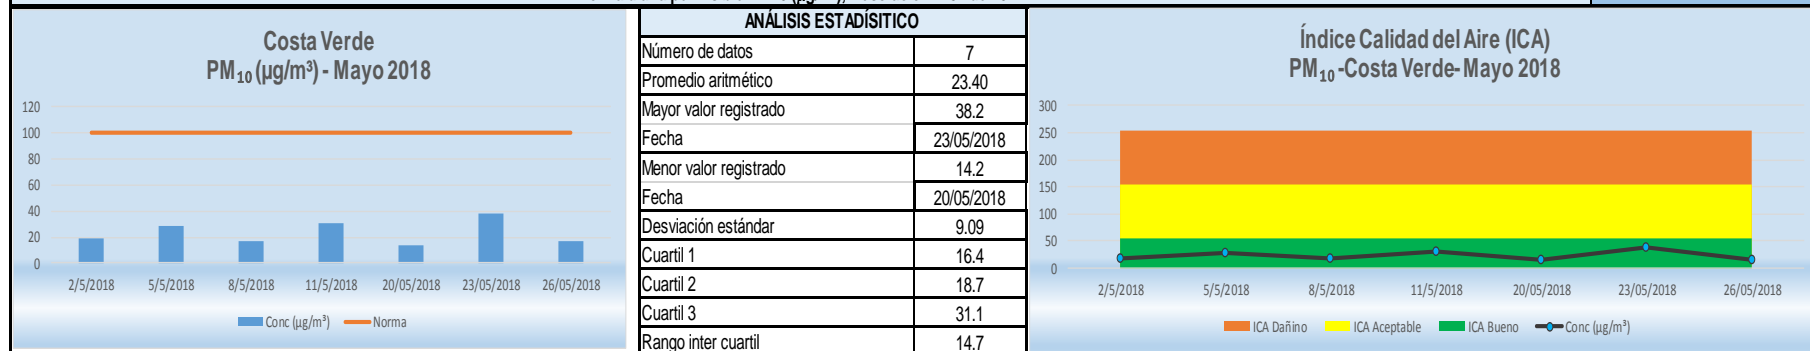 Costa Verde
PM₁₀ (µg/m³) - Mayo 2018
120
100
80
60
40
20
0
2/5/2018 5/5/2018 8/5/2018 11/5/2018 20/05/2018 23/05/2018 26/05/2018
Conc (µg/m³) Norma
ANÁLISIS ESTADÍSITICO
Número de datos 7
Promedio aritmético 23.40
Mayor valor registrado 38.2
Fecha 23/05/2018
Menor valor registrado 14.2
Fecha 20/05/2018
Desviación estándar 9.09
Cuartil 1 16.4
Cuartil 2 18.7
Cuartil 3 31.1
Rango inter cuartil 14.7
Índice Calidad del Aire (ICA)
PM₁₀ -Costa Verde- Mayo 2018
300
250
200
150
100
50
0
2/5/2018 5/5/2018 8/5/2018 11/5/2018 20/05/2018 23/05/2018 26/05/2018
ICA Dañino ICA Aceptable ICA Bueno Conc (µg/m³)